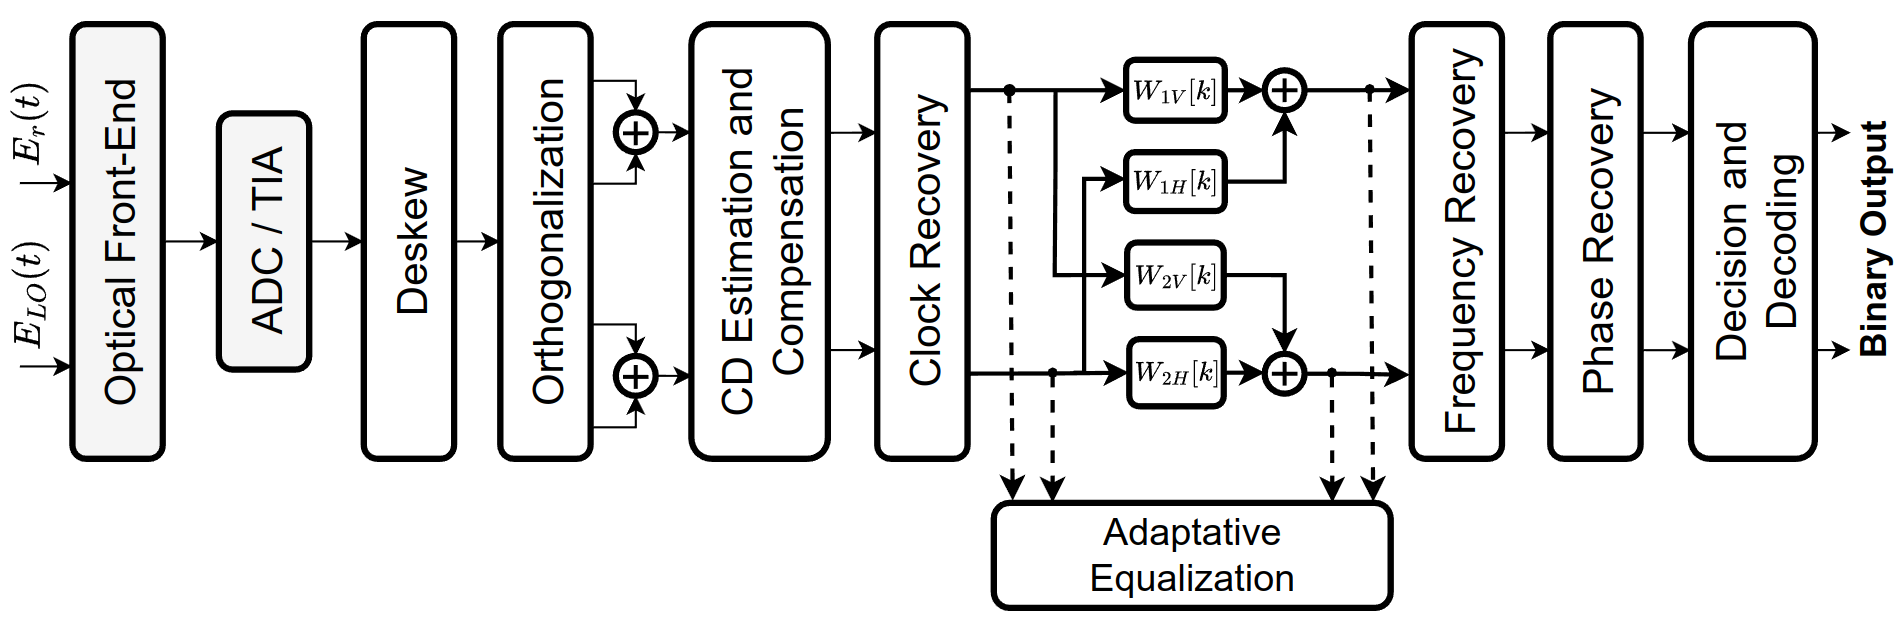 E_r(t)
E_{LO}(t)
Optical Front-End
ADC / TIA
Deskew
Orthogonalization
CD Estimation and
Compensation
Clock Recovery
W_{1V}[k]
W_{1H}[k]
W_{2V}[k]
W_{2H}[k]
Adaptative
Equalization
Frequency Recovery
Phase Recovery
Decision and
Decoding
Binary Output